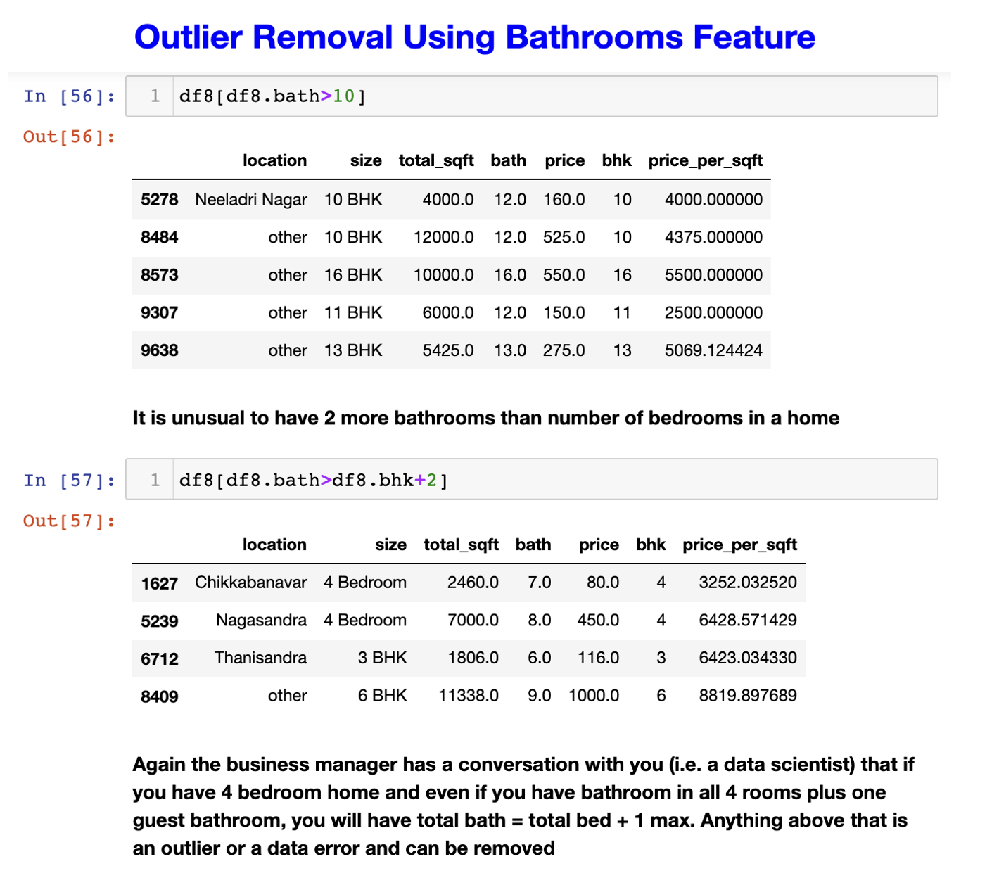 Outlier Removal Using Bathrooms Feature
In [56]: 1 df8[df8.bath>10]
Out[56]:
location size total_sqft bath price bhk price_per_sqft
5278 Neeladri Nagar 10 BHK 4000.0 12.0 160.0 10 4000.000000
8484 other 10 BHK 12000.0 12.0 525.0 10 4375.000000
8573 other 16 BHK 10000.0 16.0 550.0 16 5500.000000
9307 other 11 BHK 6000.0 12.0 150.0 11 2500.000000
9638 other 13 BHK 5425.0 13.0 275.0 13 5069.124424
It is unusual to have 2 more bathrooms than number of bedrooms in a home
In [57]: 1 df8[df8.bath>df8.bhk+2]
Out[57]:
location size total_sqft bath price bhk price_per_sqft
1627 Chikkabanavar 4 Bedroom 2460.0 7.0 80.0 4 3252.032520
5239 Nagasandra 4 Bedroom 7000.0 8.0 450.0 4 6428.571429
6712 Thanisandra 3 BHK 1806.0 6.0 116.0 3 6423.034330
8409 other 6 BHK 11338.0 9.0 1000.0 6 8819.897689
Again the business manager has a conversation with you (i.e. a data scientist) that if
you have 4 bedroom home and even if you have bathroom in all 4 rooms plus one
guest bathroom, you will have total bath = total bed + 1 max. Anything above that is
an outlier or a data error and can be removed